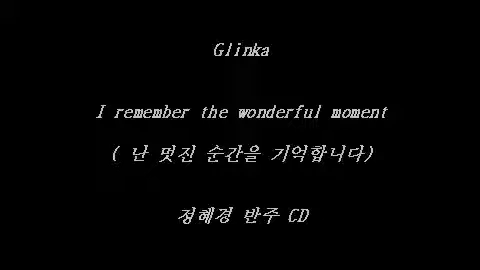 Glinka
I remember the wonderful moment
( 난 멋진 순간을 기억합니다)
정혜경 반주 CD